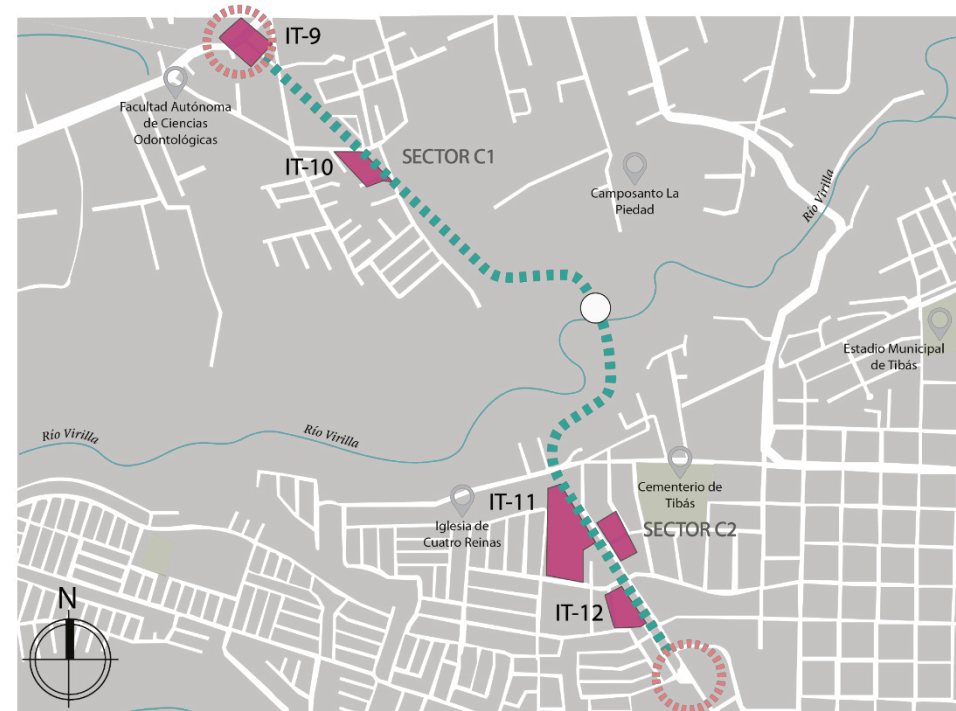 IT-9
Facultad Autónoma
de Ciencias
Odontológicas
IT-10
SECTOR C1
Camposanto La
Piedad
Río Virilla
Estadio Municipal
de Tibás
Río Virilla
Río Virilla
IT-11
Cementerio de
Tibás
Iglesia de
Cuatro Reinas
SECTOR C2
IT-12
N